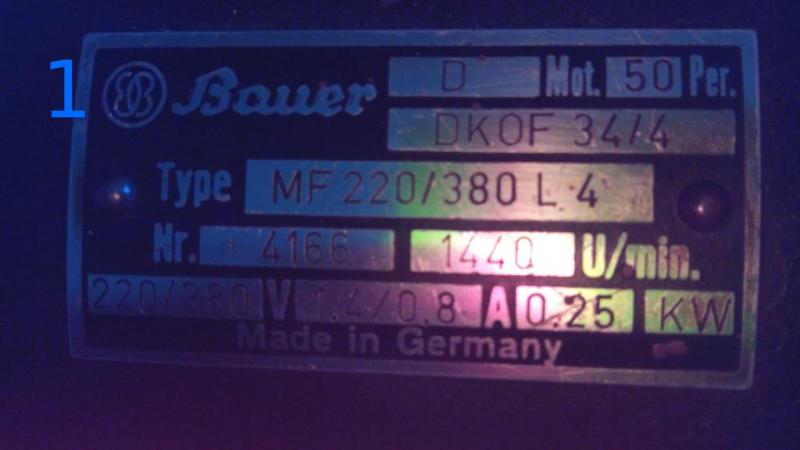 1
Bauer D Mot. 50 Per.
DKOF 34/4
Type MF 220/380 L 4
Nr. 4166 1440 U/min.
220/380 V 1.4/0.8 A 0.25 KW
Made in Germany